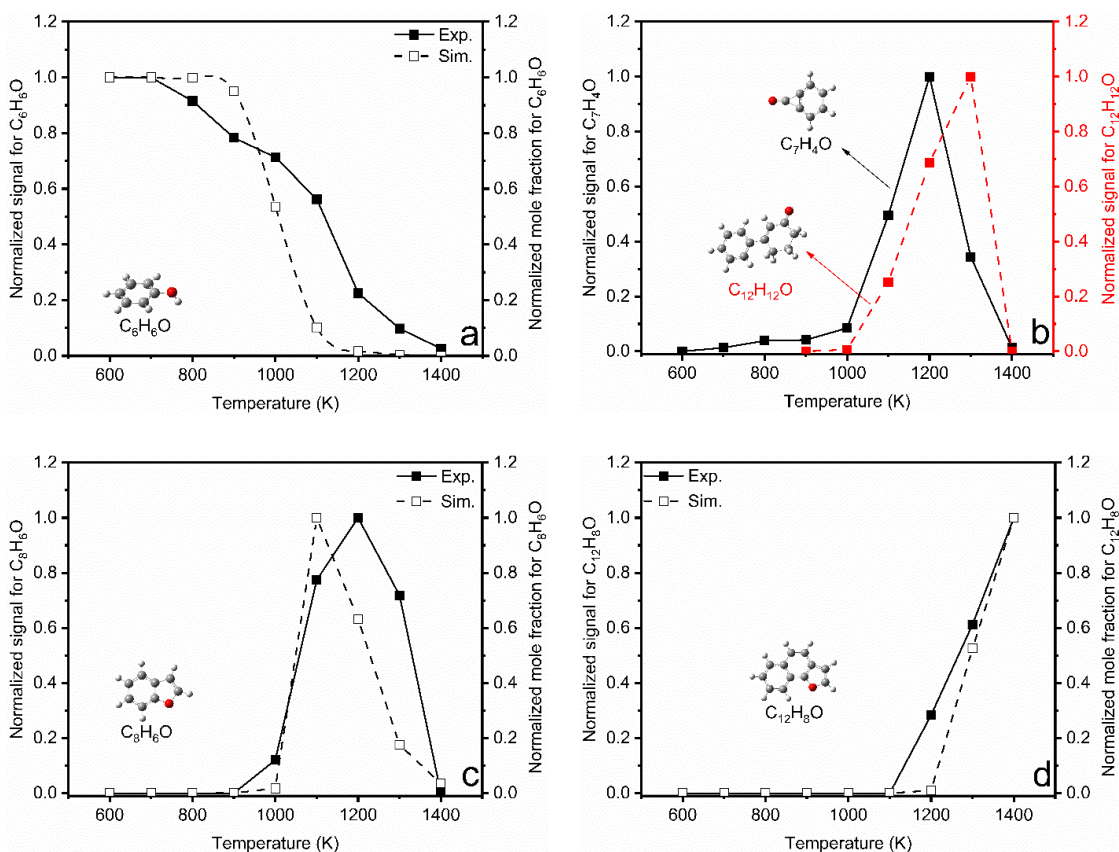 Normalized signal for C₆H₆O
1.2
1.0
0.8
0.6
0.4
0.2
0.0
Exp.
Sim.
C₆H₆O
a
600 800 1000 1200 1400
Temperature (K)
1.2
1.0
0.8
0.6
0.4
0.2
0.0
Normalized mole fraction for C₆H₆O
Normalized signal for C₇H₄O
1.2
1.0
0.8
0.6
0.4
0.2
0.0
C₇H₄O
C₁₂H₁₂O
b
600 800 1000 1200 1400
Temperature (K)
1.2
1.0
0.8
0.6
0.4
0.2
0.0
Normalized signal for C₁₂H₁₂O
Normalized signal for C₈H₆O
1.2
1.0
0.8
0.6
0.4
0.2
0.0
Exp.
Sim.
C₈H₆O
c
600 800 1000 1200 1400
Temperature (K)
1.2
1.0
0.8
0.6
0.4
0.2
0.0
Normalized mole fraction for C₈H₆O
Normalized signal for C₁₂H₈O
1.2
1.0
0.8
0.6
0.4
0.2
0.0
Exp.
Sim.
C₁₂H₈O
d
600 800 1000 1200 1400
Temperature (K)
1.2
1.0
0.8
0.6
0.4
0.2
0.0
Normalized mole fraction for C₁₂H₈O